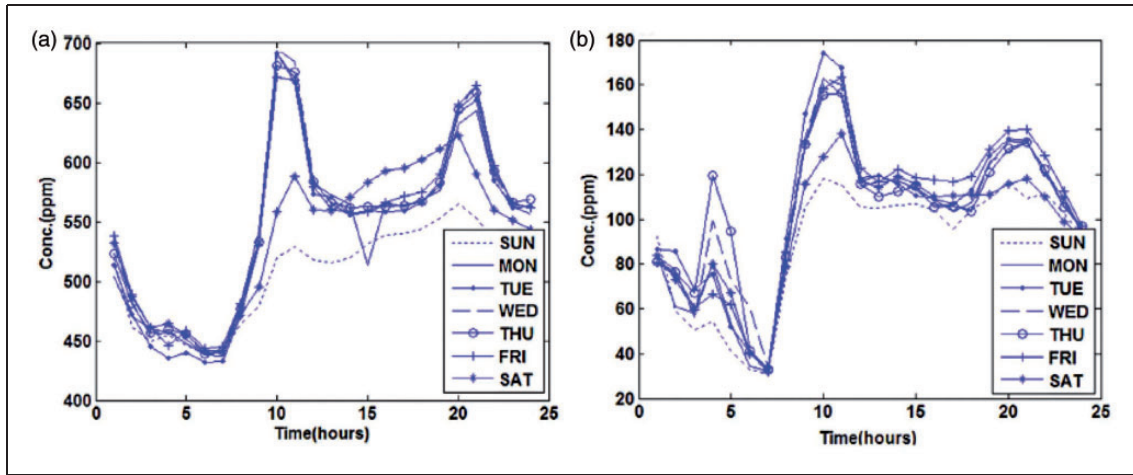 (a)
700
650
600
550
500
450
400
Conc.(ppm)
0 5 10 15 20 25
Time(hours)
SUN
MON
TUE
WED
THU
FRI
SAT
(b)
180
160
140
120
100
80
60
40
20
Conc.(ppm)
0 5 10 15 20 25
Time(hours)
SUN
MON
TUE
WED
THU
FRI
SAT